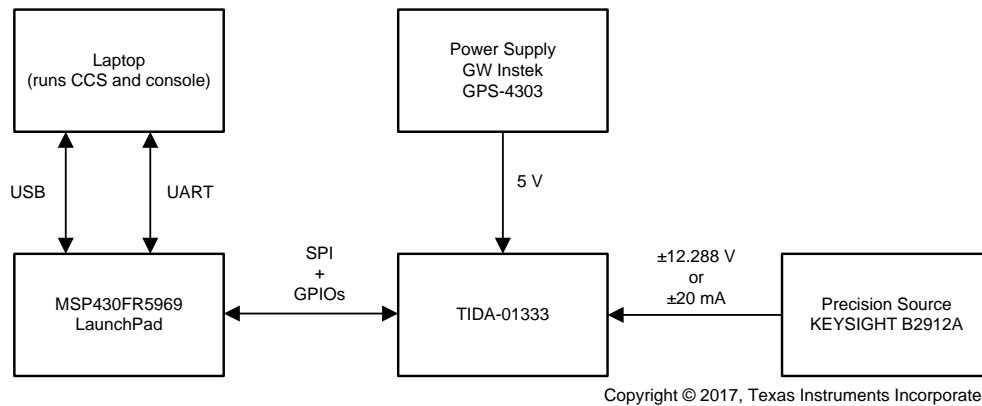 Laptop
(runs CCS and console)
Power Supply
GW Instek
GPS-4303
USB
UART
5 V
MSP430FR5969
LaunchPad
SPI
+
GPIOs
TIDA-01333
±12.288 V
or
±20 mA
Precision Source
KEYSIGHT B2912A
Copyright © 2017, Texas Instruments Incorporate